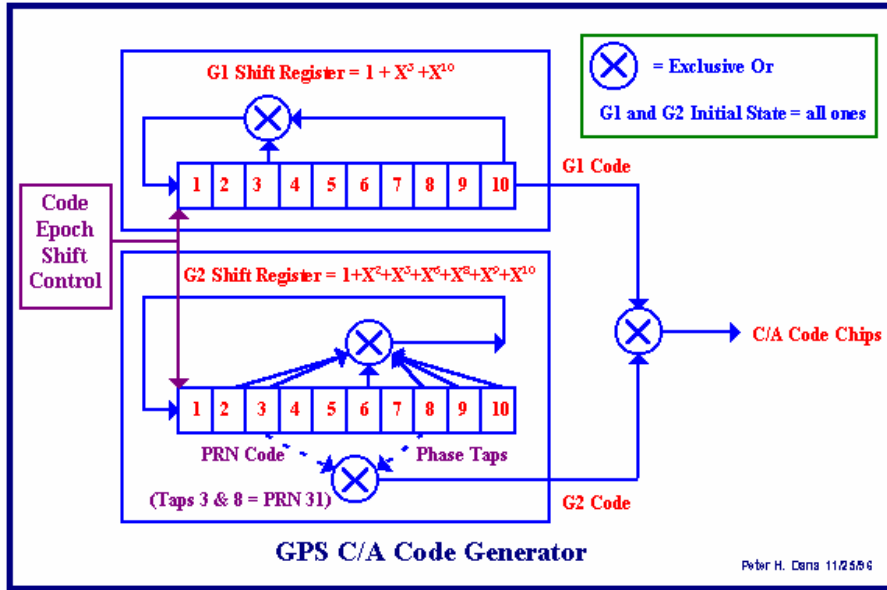 G1 Shift Register = 1 + X³ +X¹⁰
= Exclusive Or
G1 and G2 Initial State = all ones
1 2 3 4 5 6 7 8 9 10
G1 Code
Code
Epoch
Shift
Control
G2 Shift Register = 1+X²+X³+X⁶+X⁸+X⁹+X¹⁰
C/A Code Chips
1 2 3 4 5 6 7 8 9 10
PRN Code
Phase Taps
(Taps 3 & 8 = PRN 31)
G2 Code
GPS C/A Code Generator
Peter H. Dana 11/25/96